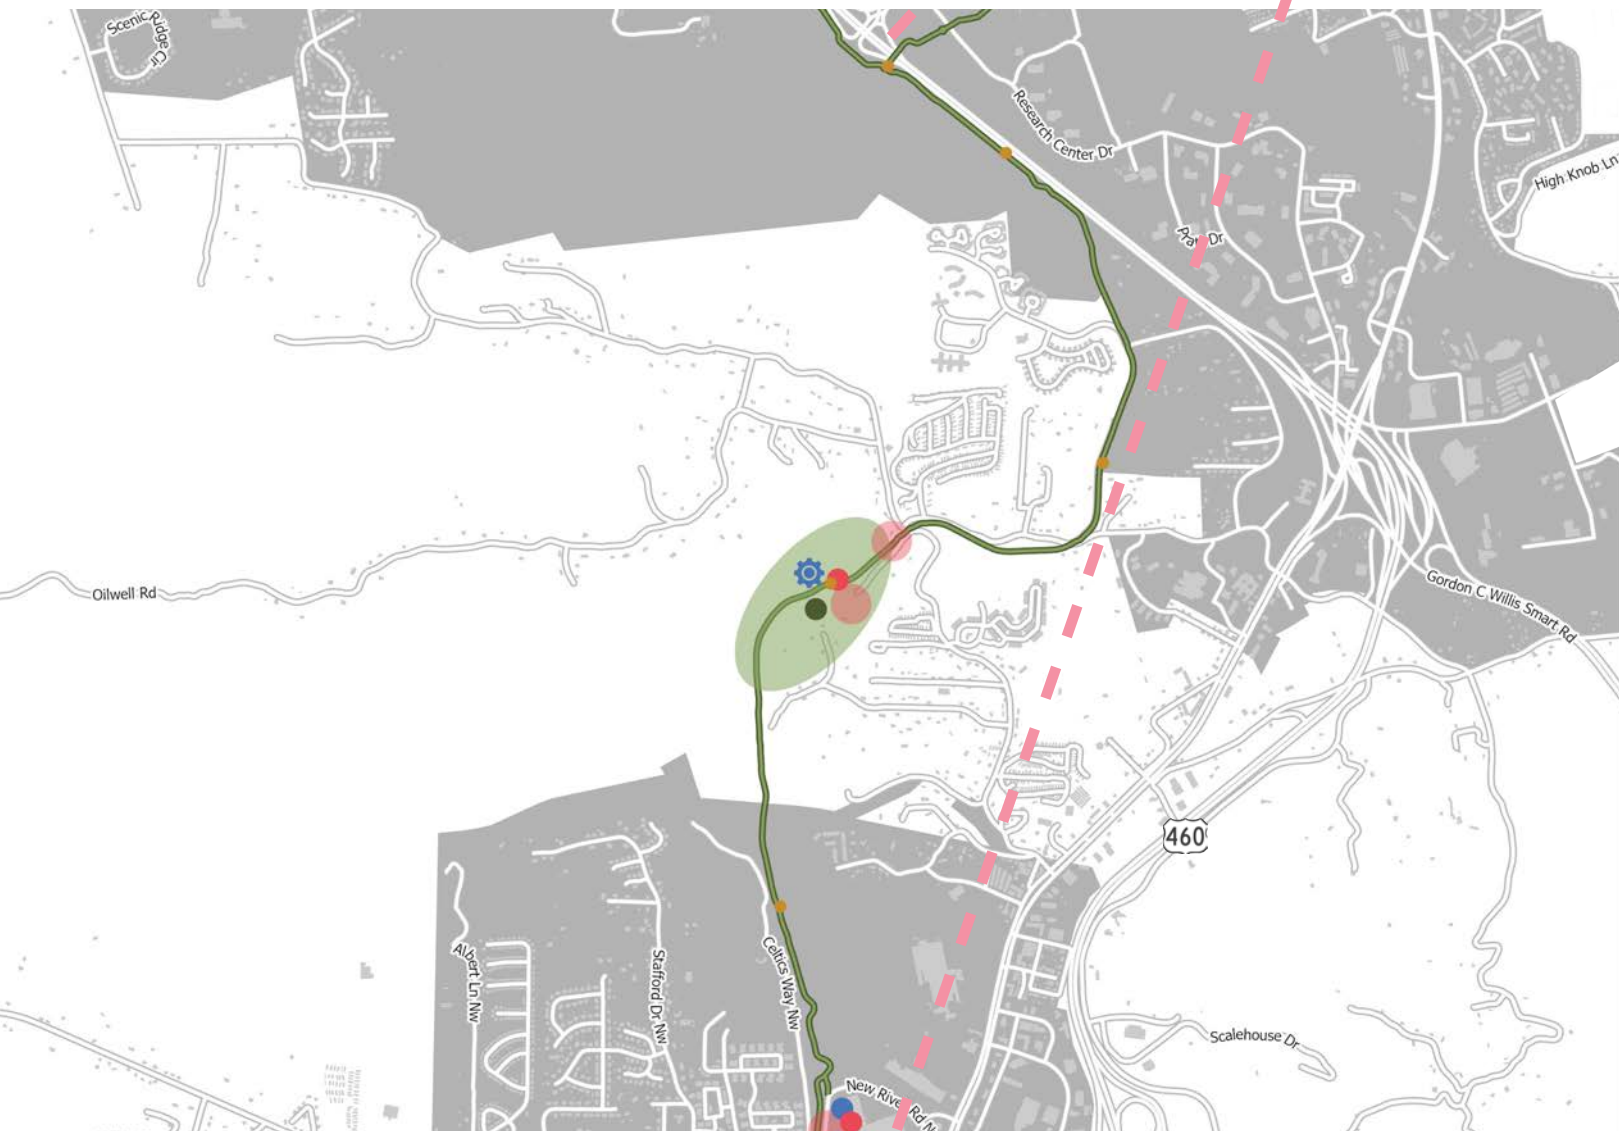 Scenic Ridge Cir
Research Center Dr
High Knob Ln
Dr
Oilwell Rd
Gordon C Willis Smart Rd
460
Albert Ln Nw
Stafford Dr Nw
Celtics Way Nw
Scalehouse Dr
New River Rd N